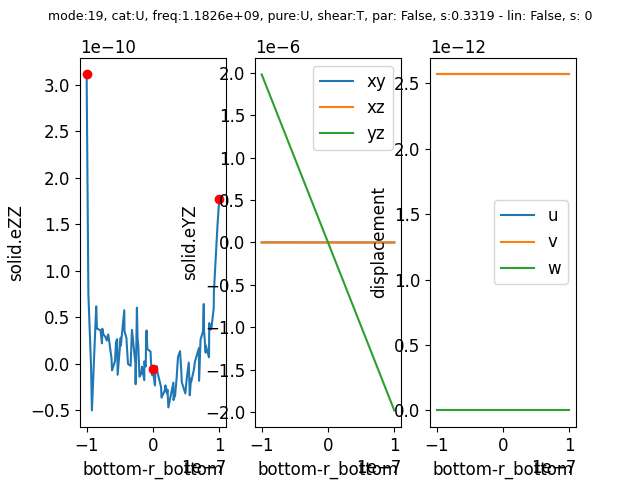 mode:19, cat:U, freq:1.1826e+09, pure:U, shear:T, par: False, s:0.3319 - lin: False, s: 0
1e−10
3.0
2.5
2.0
1.5
1.0
0.5
0.0
−0.5
solid.eZZ
−1
0
1
1e−7
bottom-r_bottom
1e−6
2.0
1.5
1.0
0.5
0.0
−0.5
−1.0
−1.5
−2.0
solid.eYZ
xy
xz
yz
−1
0
1
1e−7
bottom-r_bottom
1e−12
2.5
2.0
1.5
1.0
0.5
0.0
displacement
u
v
w
−1
0
1
1e−7
bottom-r_bottom